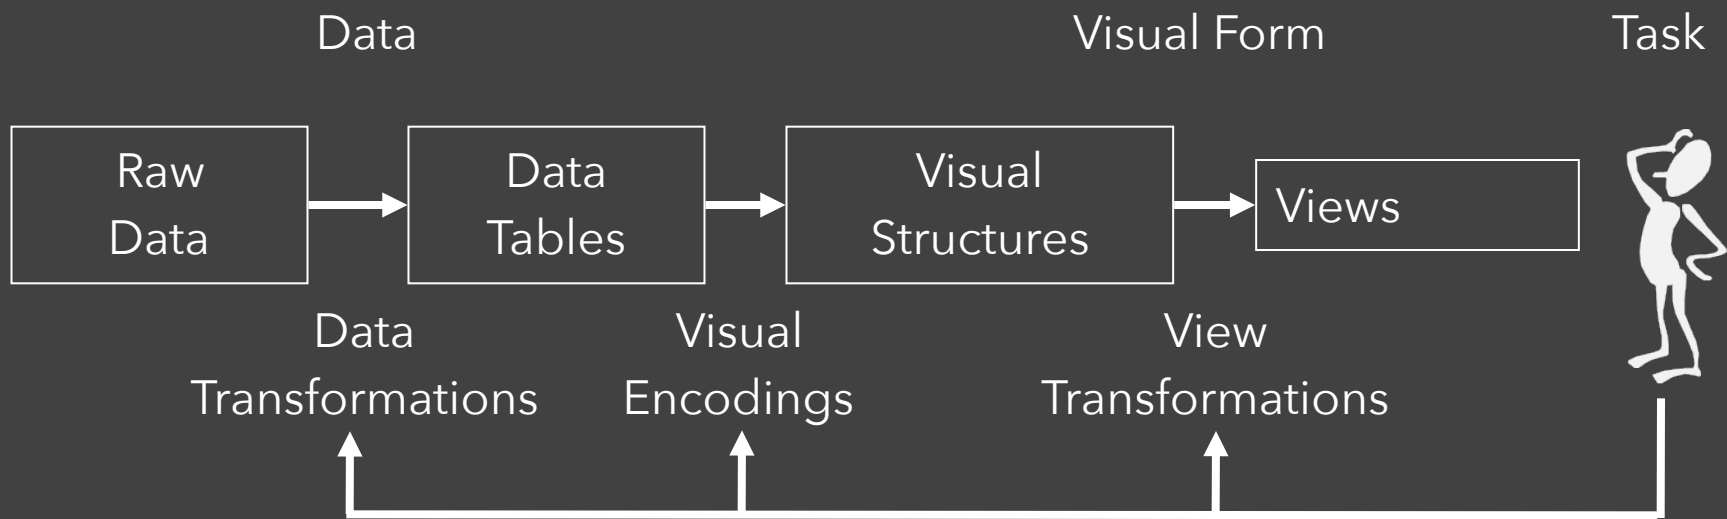 Data
Visual Form
Task
Raw
Data
Data
Tables
Visual
Structures
Views
Data
Transformations
Visual
Encodings
View
Transformations